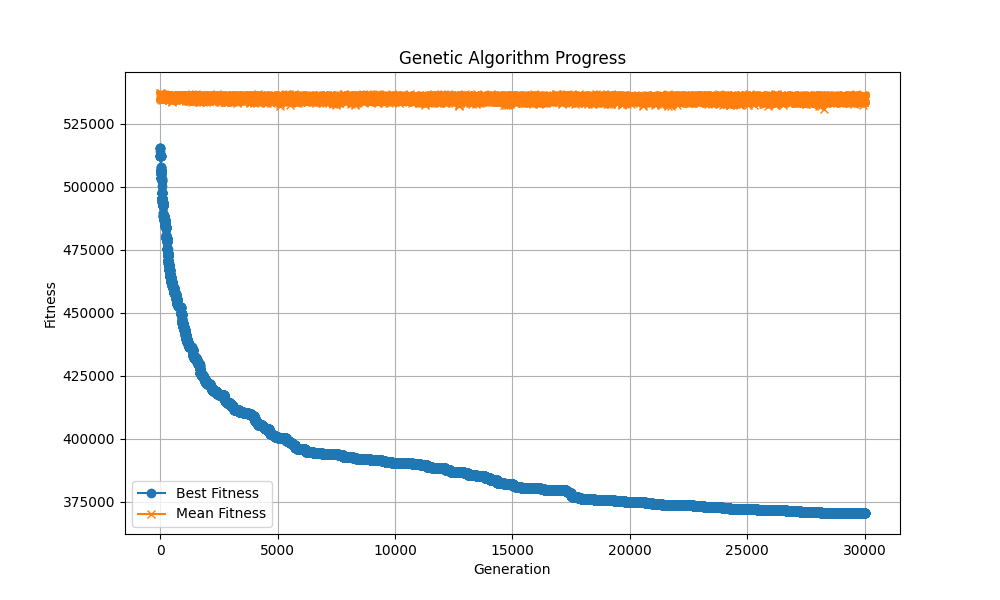 Genetic Algorithm Progress
525000
500000
475000
450000
425000
400000
375000
Fitness
Best Fitness
Mean Fitness
0 5000 10000 15000 20000 25000 30000
Generation